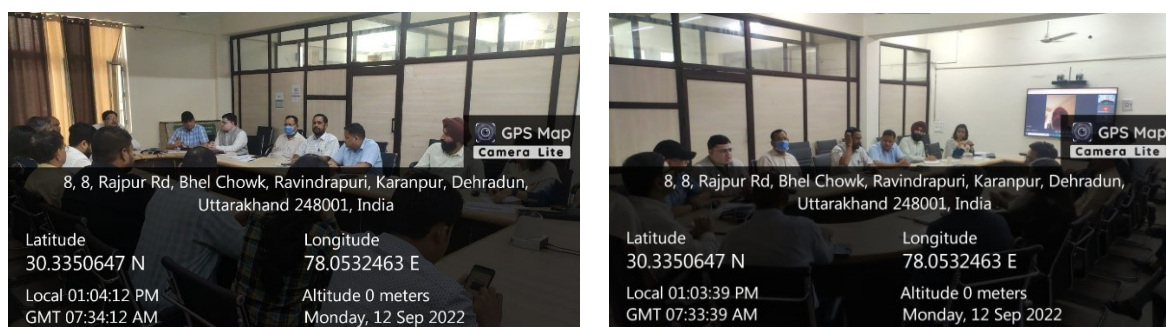 GPS Map
Camera Lite
8, 8, Rajpur Rd, Bhel Chowk, Ravindrapuri, Karanpur, Dehradun,
Uttarakhand 248001, India
Latitude
30.3350647 N
Longitude
78.0532463 E
Local 01:04:12 PM
GMT 07:34:12 AM
Altitude 0 meters
Monday, 12 Sep 2022
GPS Map
Camera Lite
8, 8, Rajpur Rd, Bhel Chowk, Ravindrapuri, Karanpur, Dehradun,
Uttarakhand 248001, India
Latitude
30.3350647 N
Longitude
78.0532463 E
Local 01:03:39 PM
GMT 07:33:39 AM
Altitude 0 meters
Monday, 12 Sep 2022